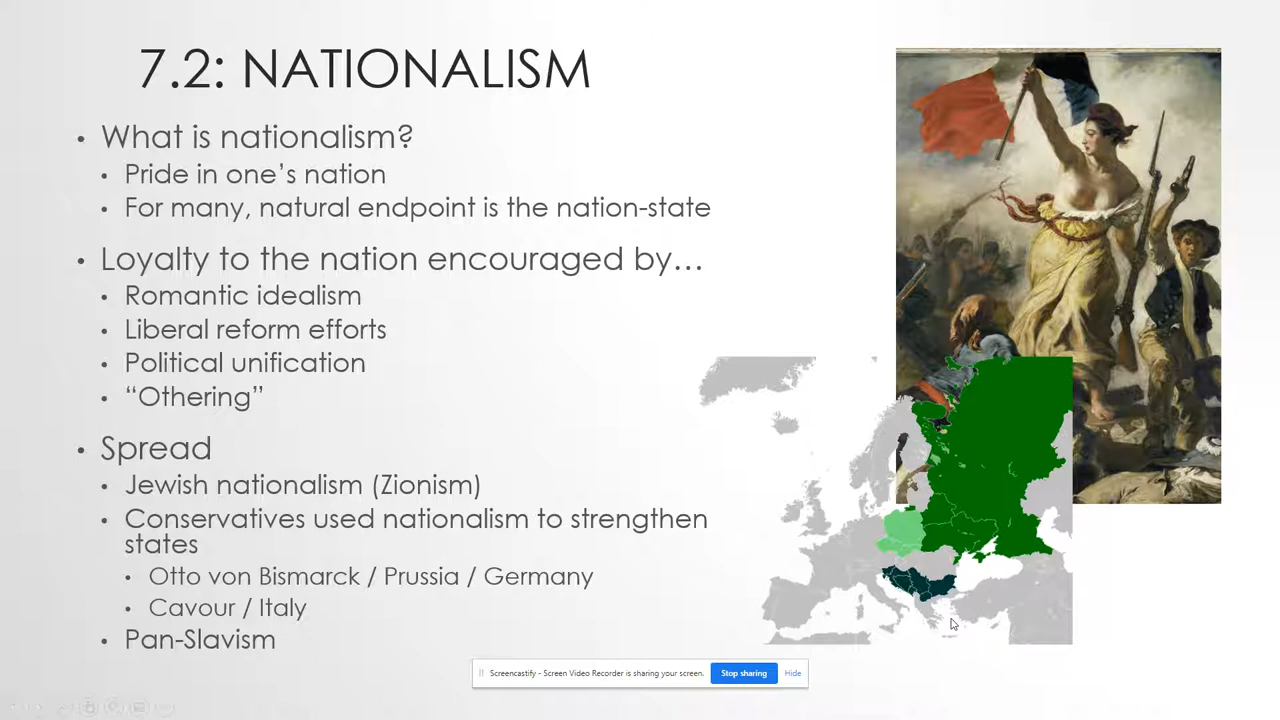 7.2: NATIONALISM
• What is nationalism?
• Pride in one’s nation
• For many, natural endpoint is the nation-state
• Loyalty to the nation encouraged by…
• Romantic idealism
• Liberal reform efforts
• Political unification
• “Othering”
• Spread
• Jewish nationalism (Zionism)
• Conservatives used nationalism to strengthen
states
• Otto von Bismarck / Prussia / Germany
• Cavour / Italy
• Pan-Slavism
Screencastify - Screen Video Recorder is sharing your screen. Stop sharing Hide